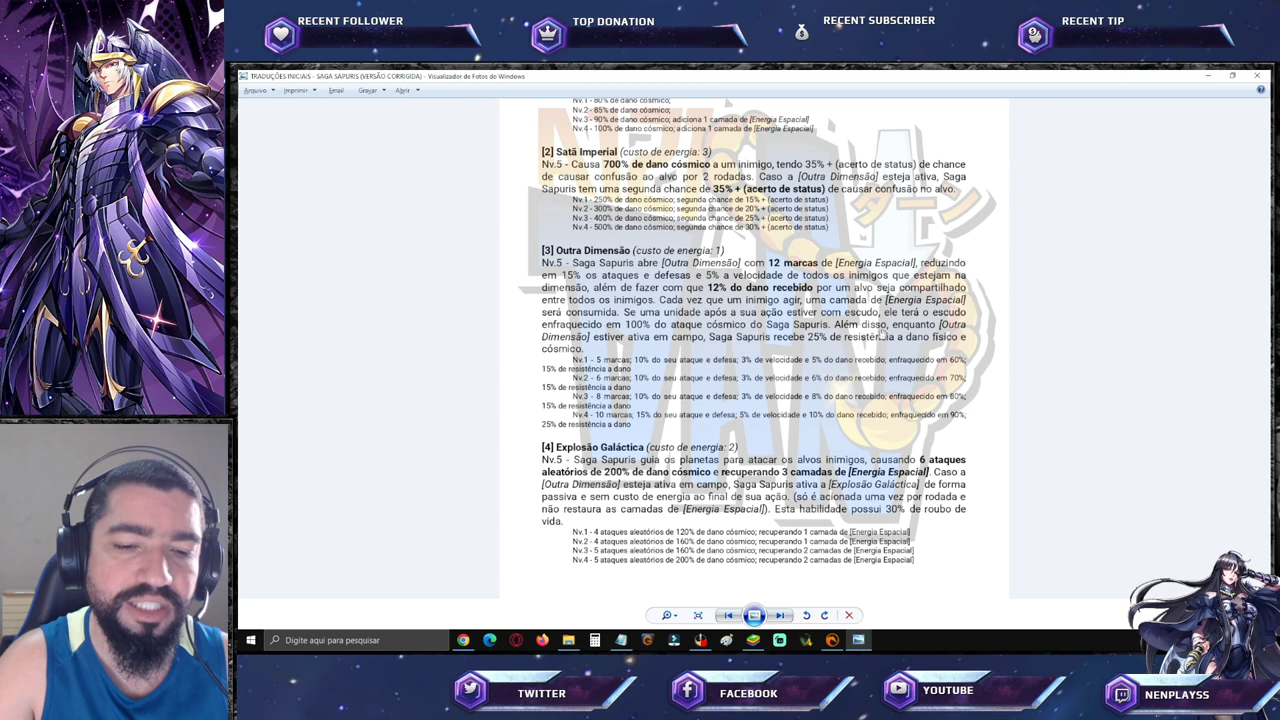 RECENT FOLLOWER
TOP DONATION
RECENT SUBSCRIBER
RECENT TIP
TRADUÇÕES INICIAIS - SAGA SAPURIS (VERSÃO CORRIGIDA) - Visualizador de Fotos do Windows
Arquivo Imprimir Email Gravar Abrir
Nv.1 - 80% de dano cósmico;
Nv.2 - 85% de dano cósmico;
Nv.3 - 90% de dano cósmico; adiciona 1 camada de [Energia Espacial]
Nv.4 - 100% de dano cósmico; adiciona 1 camada de [Energia Espacial]
[2] Satã Imperial (custo de energia: 3)
Nv.5 - Causa 700% de dano cósmico a um inimigo, tendo 35% + (acerto de status) de chance
de causar confusão ao alvo por 2 rodadas. Caso a [Outra Dimensão] esteja ativa, Saga
Sapuris tem uma segunda chance de 35% + (acerto de status) de causar confusão no alvo.
Nv.1 - 250% de dano cósmico; segunda chance de 15% + (acerto de status)
Nv.2 - 300% de dano cósmico; segunda chance de 20% + (acerto de status)
Nv.3 - 400% de dano cósmico; segunda chance de 25% + (acerto de status)
Nv.4 - 500% de dano cósmico; segunda chance de 30% + (acerto de status)
[3] Outra Dimensão (custo de energia: 1)
Nv.5 - Saga Sapuris abre [Outra Dimensão] com 12 marcas de [Energia Espacial], reduzindo
em 15% os ataques e defesas e 5% a velocidade de todos os inimigos que estejam na
dimensão, além de fazer com que 12% do dano recebido por um alvo seja compartilhado
entre todos os inimigos. Cada vez que um inimigo agir, uma camada de [Energia Espacial]
será consumida. Se uma unidade após a sua ação estiver com escudo, ele terá o escudo
enfraquecido em 100% do ataque cósmico do Saga Sapuris. Além disso, enquanto [Outra
Dimensão] estiver ativa em campo, Saga Sapuris recebe 25% de resistência a dano físico e
cósmico.
Nv.1 - 5 marcas; 10% do seu ataque e defesa; 3% de velocidade e 5% do dano recebido; enfraquecido em 60%;
15% de resistência a dano
Nv.2 - 6 marcas; 10% do seu ataque e defesa; 3% de velocidade e 6% do dano recebido; enfraquecido em 70%;
15% de resistência a dano
Nv.3 - 8 marcas; 10% do seu ataque e defesa; 3% de velocidade e 8% do dano recebido; enfraquecido em 80%;
15% de resistência a dano
Nv.4 - 10 marcas; 15% do seu ataque e defesa; 5% de velocidade e 10% do dano recebido; enfraquecido em 90%;
25% de resistência a dano
[4] Explosão Galáctica (custo de energia: 2)
Nv.5 - Saga Sapuris guia os planetas para atacar os alvos inimigos, causando 6 ataques
aleatórios de 200% de dano cósmico e recuperando 3 camadas de [Energia Espacial]. Caso a
[Outra Dimensão] esteja ativa em campo, Saga Sapuris ativa a [Explosão Galáctica] de forma
passiva e sem custo de energia ao final de sua ação. (só é acionada uma vez por rodada e
não restaura as camadas de [Energia Espacial]). Esta habilidade possui 30% de roubo de
vida.
Nv.1 - 4 ataques aleatórios de 120% de dano cósmico; recuperando 1 camada de [Energia Espacial]
Nv.2 - 4 ataques aleatórios de 160% de dano cósmico; recuperando 1 camada de [Energia Espacial]
Nv.3 - 5 ataques aleatórios de 160% de dano cósmico; recuperando 2 camadas de [Energia Espacial]
Nv.4 - 5 ataques aleatórios de 200% de dano cósmico; recuperando 2 camadas de [Energia Espacial]
Digite aqui para pesquisar
TWITTER
FACEBOOK
YOUTUBE
NENPLAYSS